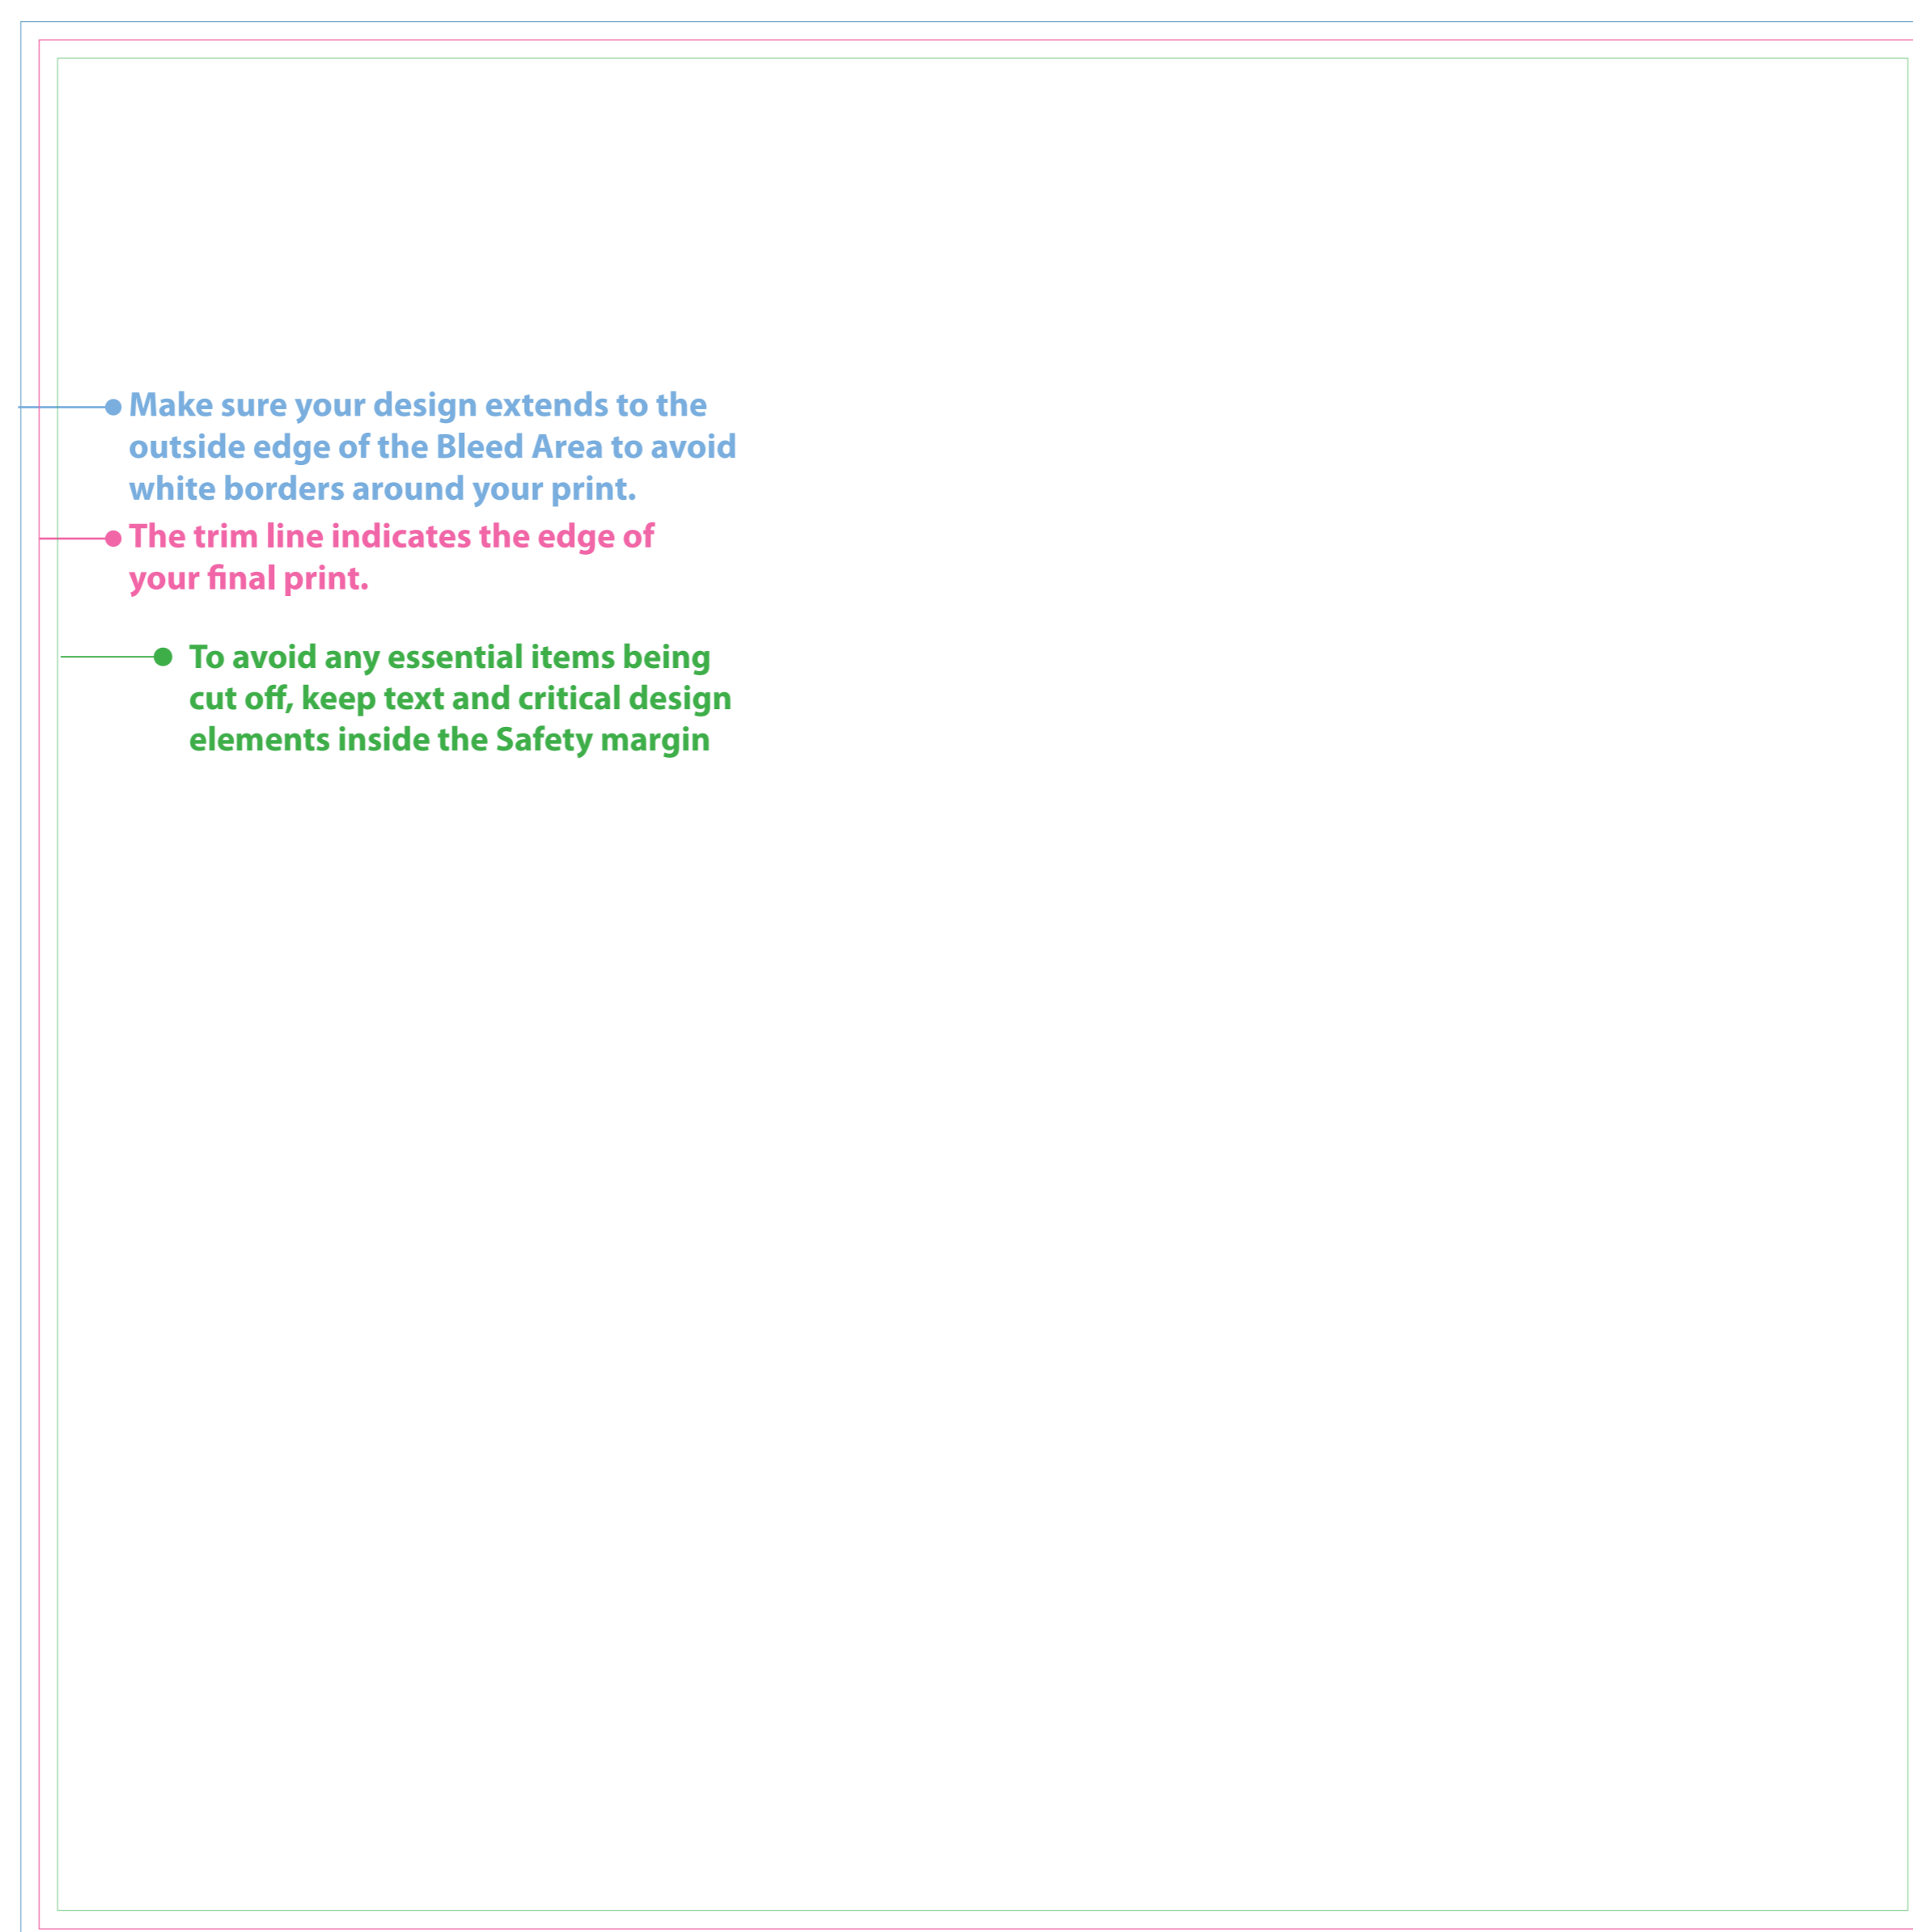 Make sure your design extends to the
outside edge of the Bleed Area to avoid
white borders around your print.
The trim line indicates the edge of
your final print.
To avoid any essential items being
cut off, keep text and critical design
elements inside the Safety margin